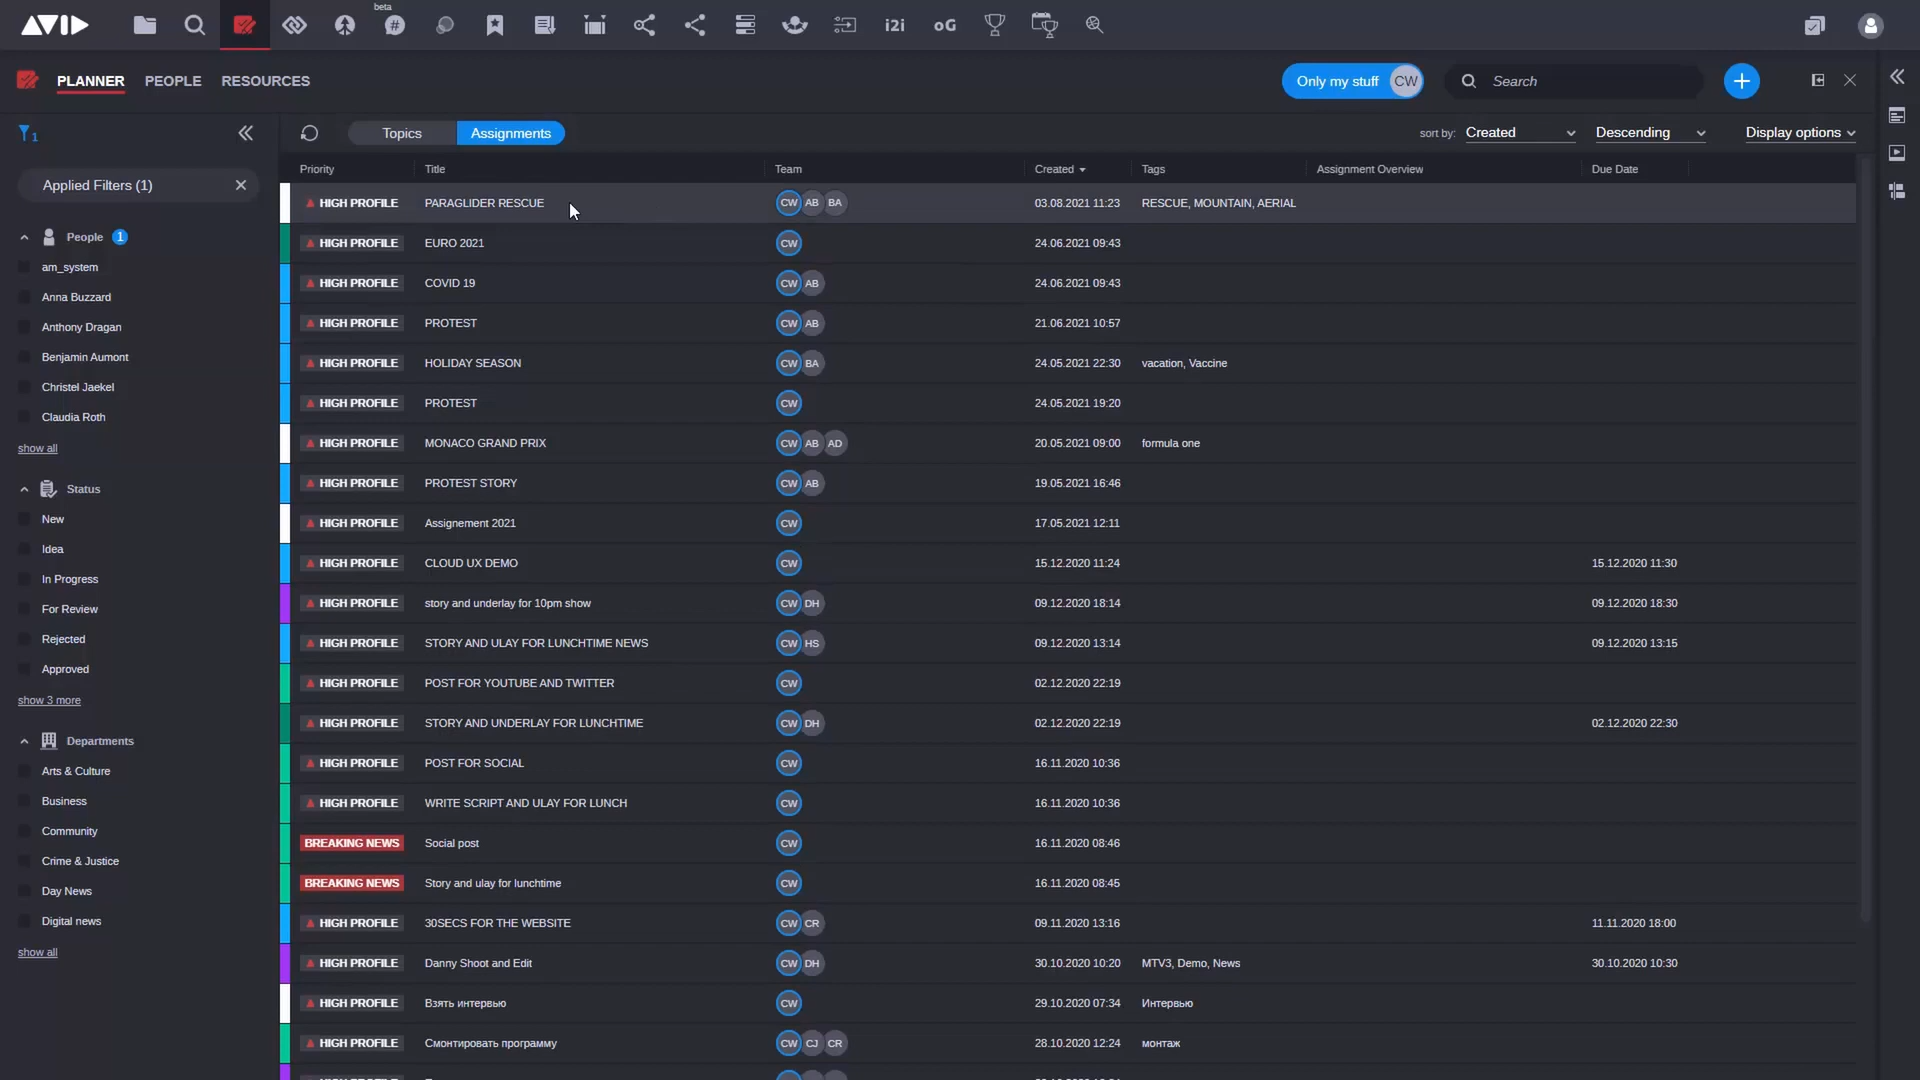 AVID
beta
i2i
oG
PLANNER PEOPLE RESOURCES
Only my stuff CW
Search
1
Topics Assignments
sort by: Created Descending Display options
Applied Filters (1)
People 1
am_system
Anna Buzzard
Anthony Dragan
Benjamin Aumont
Christel Jaekel
Claudia Roth
show all
Status
New
Idea
In Progress
For Review
Rejected
Approved
show 3 more
Departments
Arts & Culture
Business
Community
Crime & Justice
Day News
Digital news
show all
Priority Title Team Created Tags Assignment Overview Due Date
HIGH PROFILE PARAGLIDER RESCUE CW AB BA 03.08.2021 11:23 RESCUE, MOUNTAIN, AERIAL
HIGH PROFILE EURO 2021 CW 24.06.2021 09:43
HIGH PROFILE COVID 19 CW AB 24.06.2021 09:43
HIGH PROFILE PROTEST CW AB 21.06.2021 10:57
HIGH PROFILE HOLIDAY SEASON CW BA 24.05.2021 22:30 vacation, Vaccine
HIGH PROFILE PROTEST CW 24.05.2021 19:20
HIGH PROFILE MONACO GRAND PRIX CW AB AD 20.05.2021 09:00 formula one
HIGH PROFILE PROTEST STORY CW AB 19.05.2021 16:46
HIGH PROFILE Assignement 2021 CW 17.05.2021 12:11
HIGH PROFILE CLOUD UX DEMO CW 15.12.2020 11:24 15.12.2020 11:30
HIGH PROFILE story and underlay for 10pm show CW DH 09.12.2020 18:14 09.12.2020 18:30
HIGH PROFILE STORY AND ULAY FOR LUNCHTIME NEWS CW HS 09.12.2020 13:14 09.12.2020 13:15
HIGH PROFILE POST FOR YOUTUBE AND TWITTER CW 02.12.2020 22:19
HIGH PROFILE STORY AND UNDERLAY FOR LUNCHTIME CW DH 02.12.2020 22:19 02.12.2020 22:30
HIGH PROFILE POST FOR SOCIAL CW 16.11.2020 10:36
HIGH PROFILE WRITE SCRIPT AND ULAY FOR LUNCH CW 16.11.2020 10:36
BREAKING NEWS Social post CW 16.11.2020 08:46
BREAKING NEWS Story and ulay for lunchtime CW 16.11.2020 08:45
HIGH PROFILE 30SECS FOR THE WEBSITE CW CR 09.11.2020 13:16 11.11.2020 18:00
HIGH PROFILE Danny Shoot and Edit CW DH 30.10.2020 10:20 MTV3, Demo, News 30.10.2020 10:30
HIGH PROFILE Взять интервью CW 29.10.2020 07:34 Интервью
HIGH PROFILE Смонтировать программу CW CJ CR 28.10.2020 12:24 монтаж